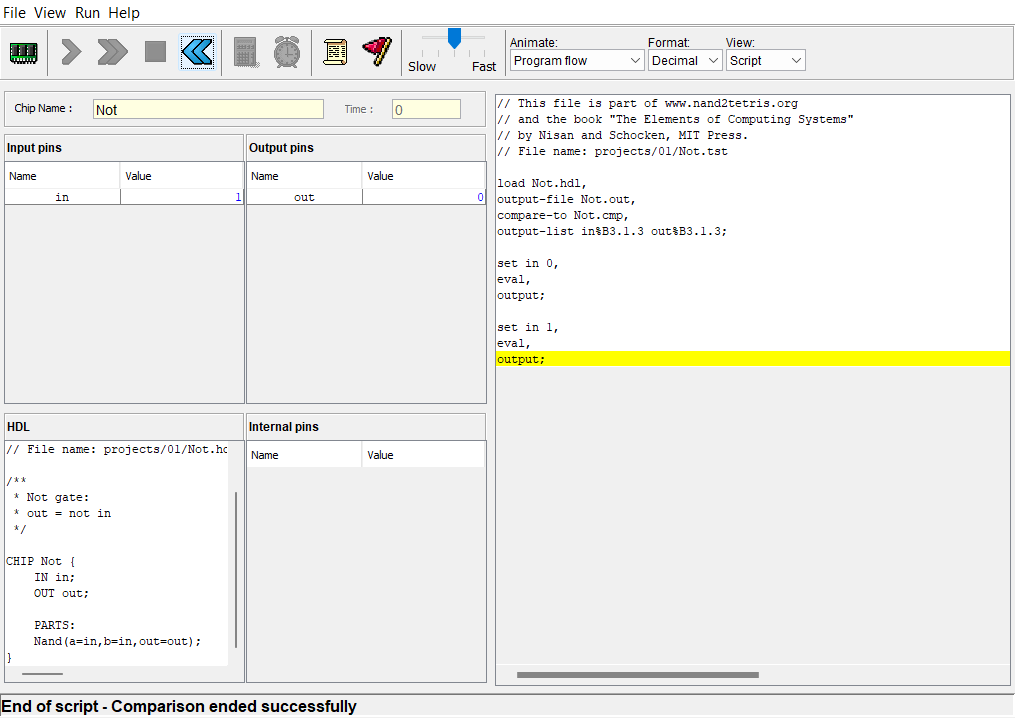 File View Run Help
Slow Fast
Animate: Format: View:
Program flow Decimal Script
Chip Name : Not Time : 0
Input pins
Name Value
in 1
Output pins
Name Value
out 0
HDL
// File name: projects/01/Not.hd
/**
* Not gate:
* out = not in
*/
CHIP Not {
IN in;
OUT out;
PARTS:
Nand(a=in,b=in,out=out);
}
Internal pins
Name Value
// This file is part of www.nand2tetris.org
// and the book "The Elements of Computing Systems"
// by Nisan and Schocken, MIT Press.
// File name: projects/01/Not.tst
load Not.hdl,
output-file Not.out,
compare-to Not.cmp,
output-list in%B3.1.3 out%B3.1.3;
set in 0,
eval,
output;
set in 1,
eval,
output;
End of script - Comparison ended successfully